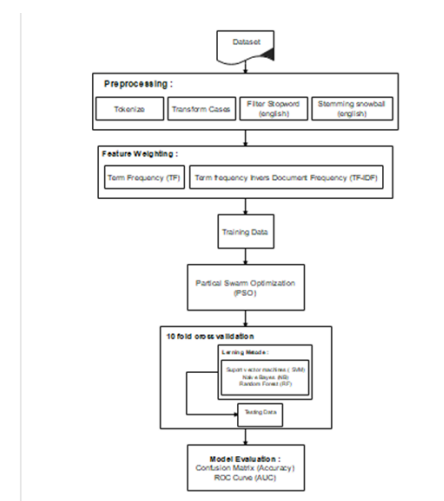 Dataset
Preprocessing :
Tokenize
Transform Cases
Filter Stopword
(english)
Stemming snowball
(english)
Feature Weighting :
Term Frequency (TF)
Term frequency Invers Document Frequency (TF-IDF)
Training Data
Partical Swarm Optimization
(PSO)
10 fold cross validation
Lerning Metode :
Suport vector machines ( SVM)
Naive Bayes (NB)
Random Forest (RF)
Testing Data
Model Evaluation :
Confusion Matrix (Accuracy)
ROC Curve (AUC)